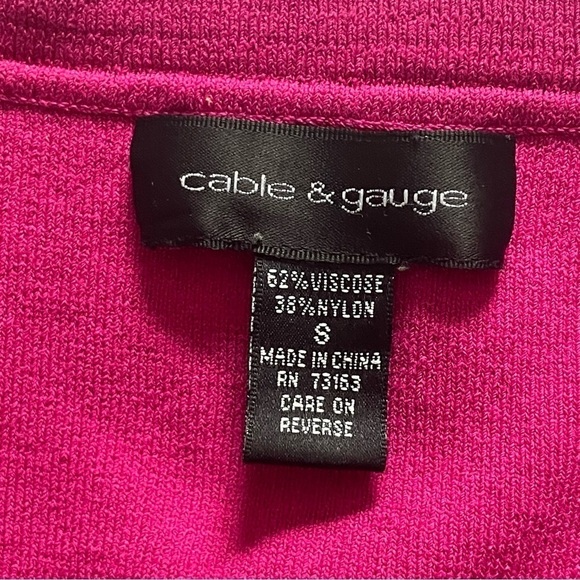 cable & gauge
62%VISCOSE
38%NYLON
S
MADE IN CHINA
RN 73163
CARE ON
REVERSE